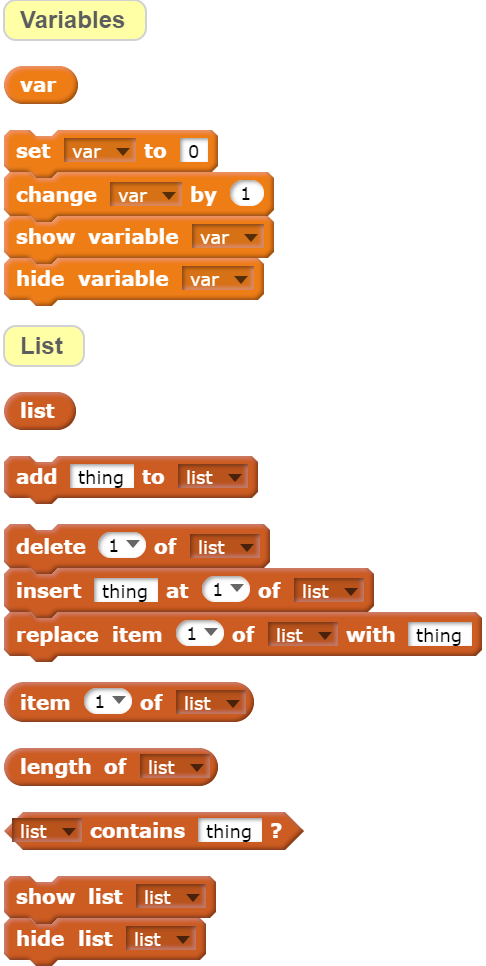 Variables
var
set var to 0
change var by 1
show variable var
hide variable var
List
list
add thing to list
delete 1 of list
insert thing at 1 of list
replace item 1 of list with thing
item 1 of list
length of list
list contains thing ?
show list list
hide list list